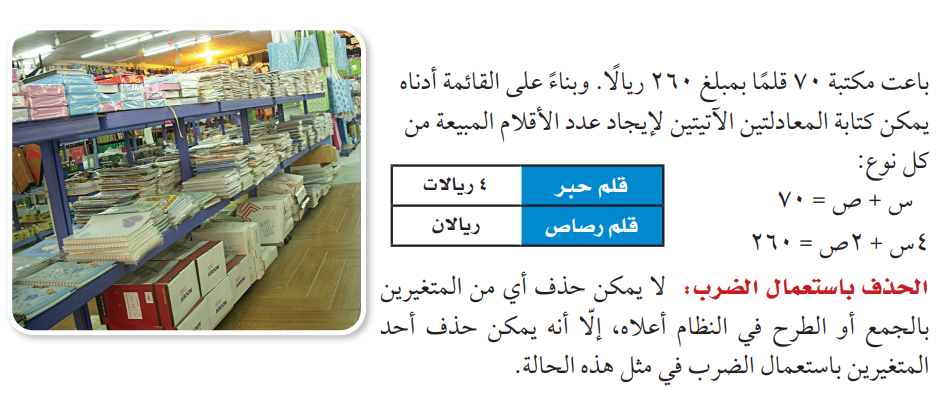 باعت مكتبة ٧٠ قلمًا بمبلغ ٢٦٠ ريالًا. وبناءً على القائمة أدناه
يمكن كتابة المعادلتين الآتيتين لإيجاد عدد الأقلام المبيعة من
كل نوع:
قلم حبر ٤ ريالات
قلم رصاص ريالان
س + ص = ٧٠
٤س + ٢ص = ٢٦٠
الحذف باستعمال الضرب: لا يمكن حذف أي من المتغيرين
بالجمع أو الطرح في النظام أعلاه، إلّا أنه يمكن حذف أحد
المتغيرين باستعمال الضرب في مثل هذه الحالة.